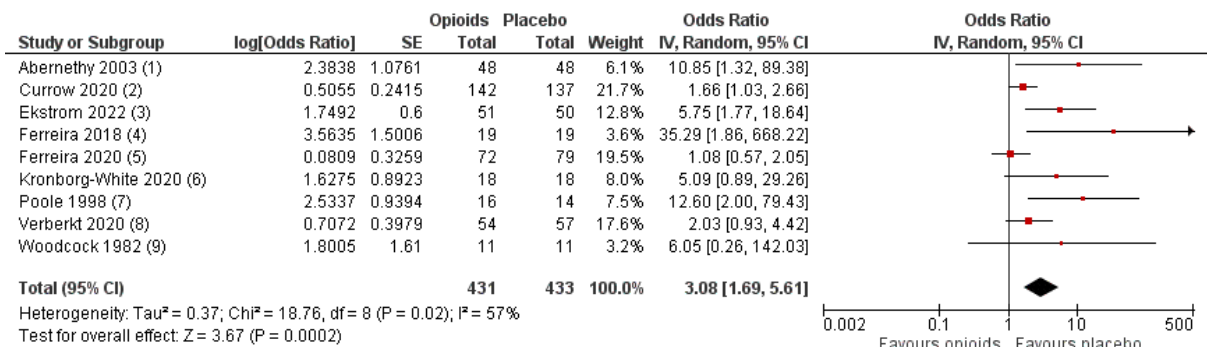 Opioids Placebo Odds Ratio Odds Ratio
Study or Subgroup log[Odds Ratio] SE Total Total Weight IV, Random, 95% CI IV, Random, 95% CI
Abernethy 2003 (1) 2.3838 1.0761 48 48 6.1% 10.85 [1.32, 89.38]
Currow 2020 (2) 0.5055 0.2415 142 137 21.7% 1.66 [1.03, 2.66]
Ekstrom 2022 (3) 1.7492 0.6 51 50 12.8% 5.75 [1.77, 18.64]
Ferreira 2018 (4) 3.5635 1.5006 19 19 3.6% 35.29 [1.86, 668.22]
Ferreira 2020 (5) 0.0809 0.3259 72 79 19.5% 1.08 [0.57, 2.05]
Kronborg-White 2020 (6) 1.6275 0.8923 18 18 8.0% 5.09 [0.89, 29.26]
Poole 1998 (7) 2.5337 0.9394 16 14 7.5% 12.60 [2.00, 79.43]
Verberkt 2020 (8) 0.7072 0.3979 54 57 17.6% 2.03 [0.93, 4.42]
Woodcock 1982 (9) 1.8005 1.61 11 11 3.2% 6.05 [0.26, 142.03]
Total (95% CI) 431 433 100.0% 3.08 [1.69, 5.61]
Heterogeneity: Tau² = 0.37; Chi² = 18.76, df = 8 (P = 0.02); I² = 57%
Test for overall effect: Z = 3.67 (P = 0.0002)
0.002 0.1 1 10 500
Favours opioids Favours placebo